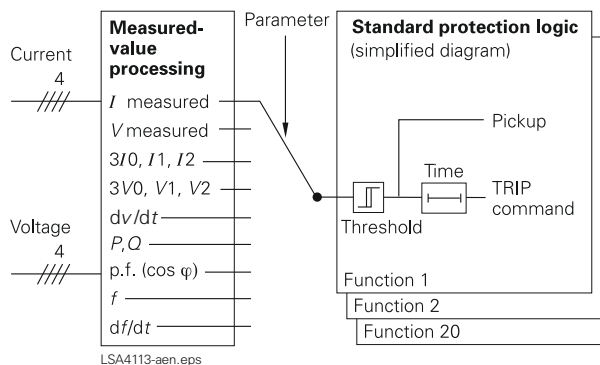 Measured-
value
processing
Parameter
Standard protection logic
(simplified diagram)
Current
4
I measured
V measured
3I0, I1, I2
3V0, V1, V2
dv/dt
P,Q
p.f. (cos φ)
f
df/dt
Voltage
4
Pickup
Time
TRIP
command
Threshold
Function 1
Function 2
Function 20
LSA4113-aen.eps